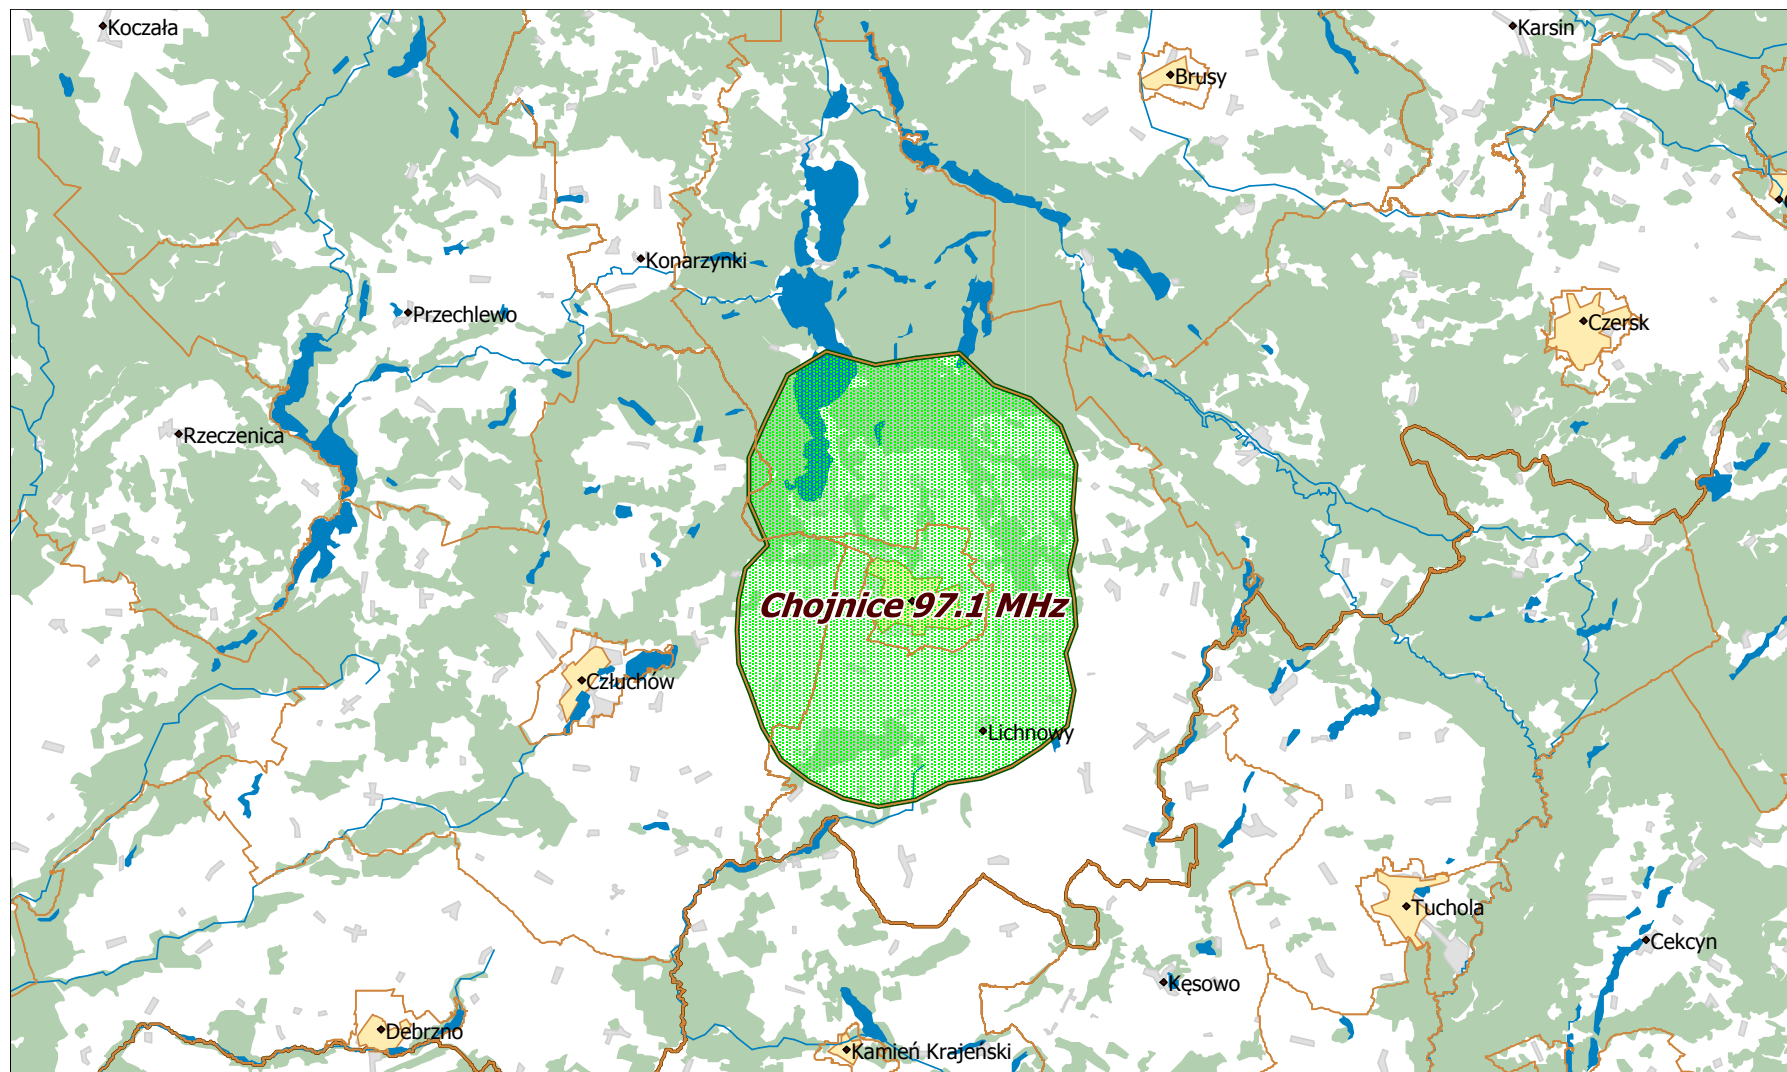 Koczała
Karsin
Brusy
Konarzynki
Przechlewo
Czersk
Rzeczenica
Chojnice 97.1 MHz
Człuchów
Lichnowy
Tuchola
Cekcyn
Kęsowo
Debrzno
Kamień Krajeński